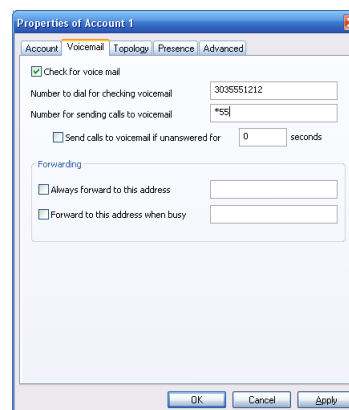 Properties of Account 1
Account Voicemail Topology Presence Advanced
Check for voice mail
Number to dial for checking voicemail 3035551212
Number for sending calls to voicemail *55
Send calls to voicemail if unanswered for 0 seconds
Forwarding
Always forward to this address
Forward to this address when busy
OK Cancel Apply